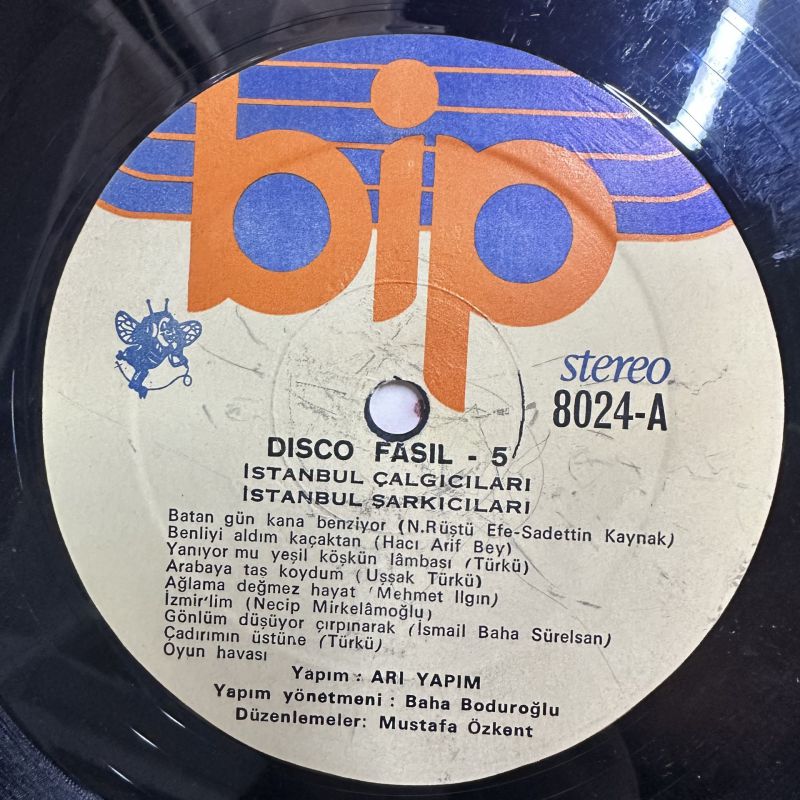 bip
stereo
8024-A
DISCO FASIL - 5
İSTANBUL ÇALGICILARI
İSTANBUL ŞARKICILARI
Batan gün kana benziyor (N.Rüştü Efe-Sadettin Kaynak)
Benliyi aldım kaçaktan (Hacı Arif Bey)
Yanıyor mu yeşil köşkün lâmbası (Türkü)
Arabaya tas koydum (Uşşak Türkü)
Ağlama değmez hayat (Mehmet Ilgın)
İzmir'lim (Necip Mirkelâmoğlu)
Gönlüm düşüyor çırpınarak (İsmail Baha Sürelsan)
Çadırımın üstüne (Türkü)
Oyun havası
Yapım : ARI YAPIM
Yapım yönetmeni : Baha Boduroğlu
Düzenlemeler: Mustafa Özkent